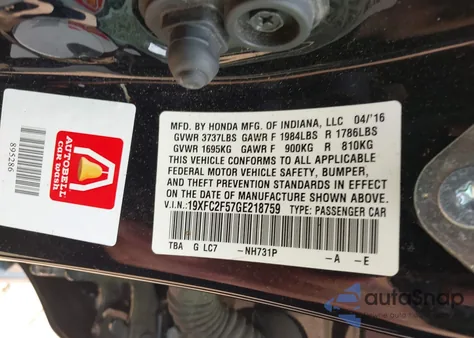 MFD. BY HONDA MFG. OF INDIANA, LLC 04/'16
GVWR 3737LBS GAWR F 1984LBS R 1786LBS
GVWR 1695KG GAWR F 900KG R 810KG
THIS VEHICLE CONFORMS TO ALL APPLICABLE
FEDERAL MOTOR VEHICLE SAFETY, BUMPER,
AND THEFT PREVENTION STANDARDS IN EFFECT
ON THE DATE OF MANUFACTURE SHOWN ABOVE.
V.I.N.: 19XFC2F57GE218759 TYPE: PASSENGER CAR
TBA G LC7 -NH731P -A -E
895286
AUTOBELL
car wash
autoSnap